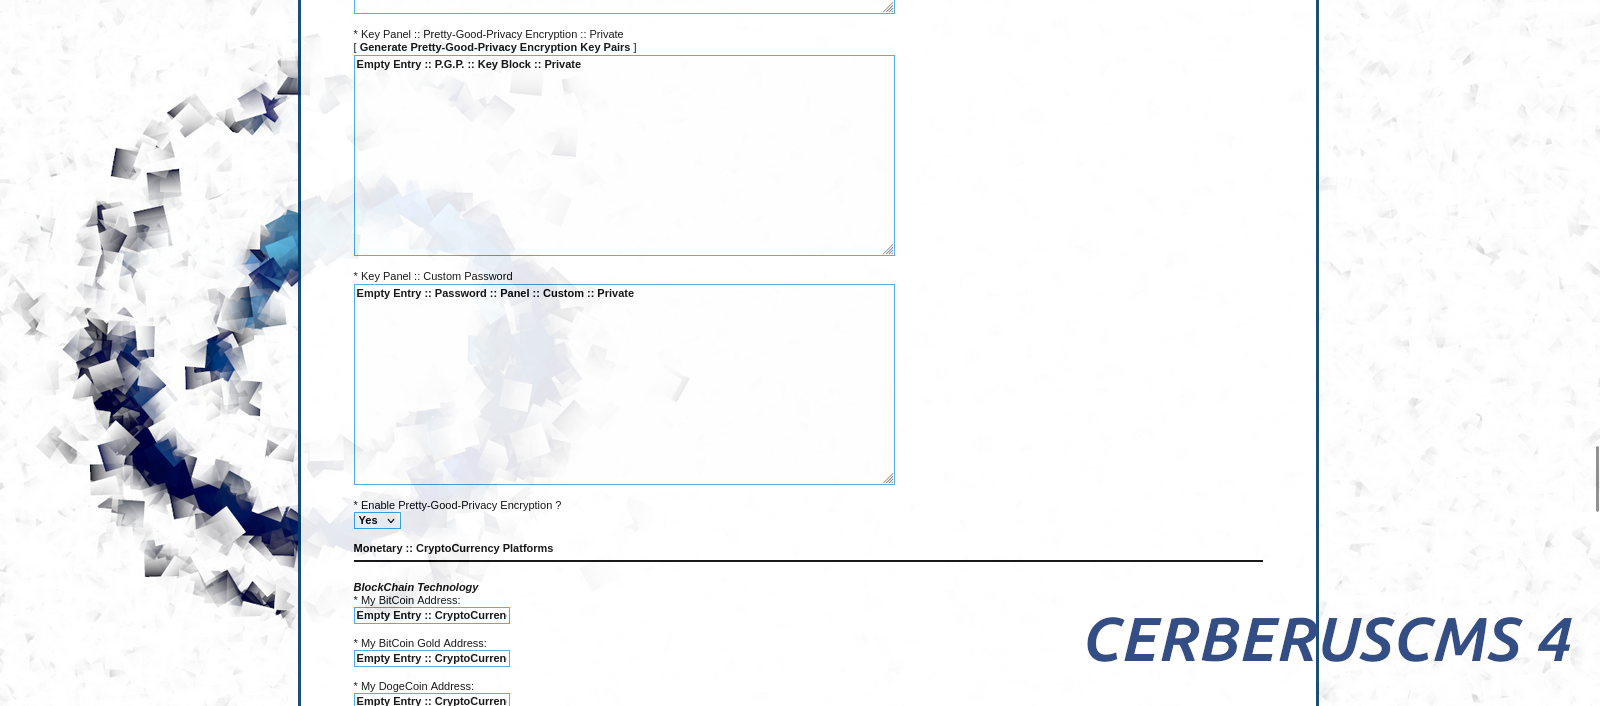 * Key Panel :: Pretty-Good-Privacy Encryption :: Private
[ Generate Pretty-Good-Privacy Encryption Key Pairs ]
Empty Entry :: P.G.P. :: Key Block :: Private
* Key Panel :: Custom Password
Empty Entry :: Password :: Panel :: Custom :: Private
* Enable Pretty-Good-Privacy Encryption ?
Yes
Monetary :: CryptoCurrency Platforms
BlockChain Technology
* My BitCoin Address:
Empty Entry :: CryptoCurren
* My BitCoin Gold Address:
Empty Entry :: CryptoCurren
* My DogeCoin Address:
Empty Entry :: CryptoCurren
CERBERUSCMS 4